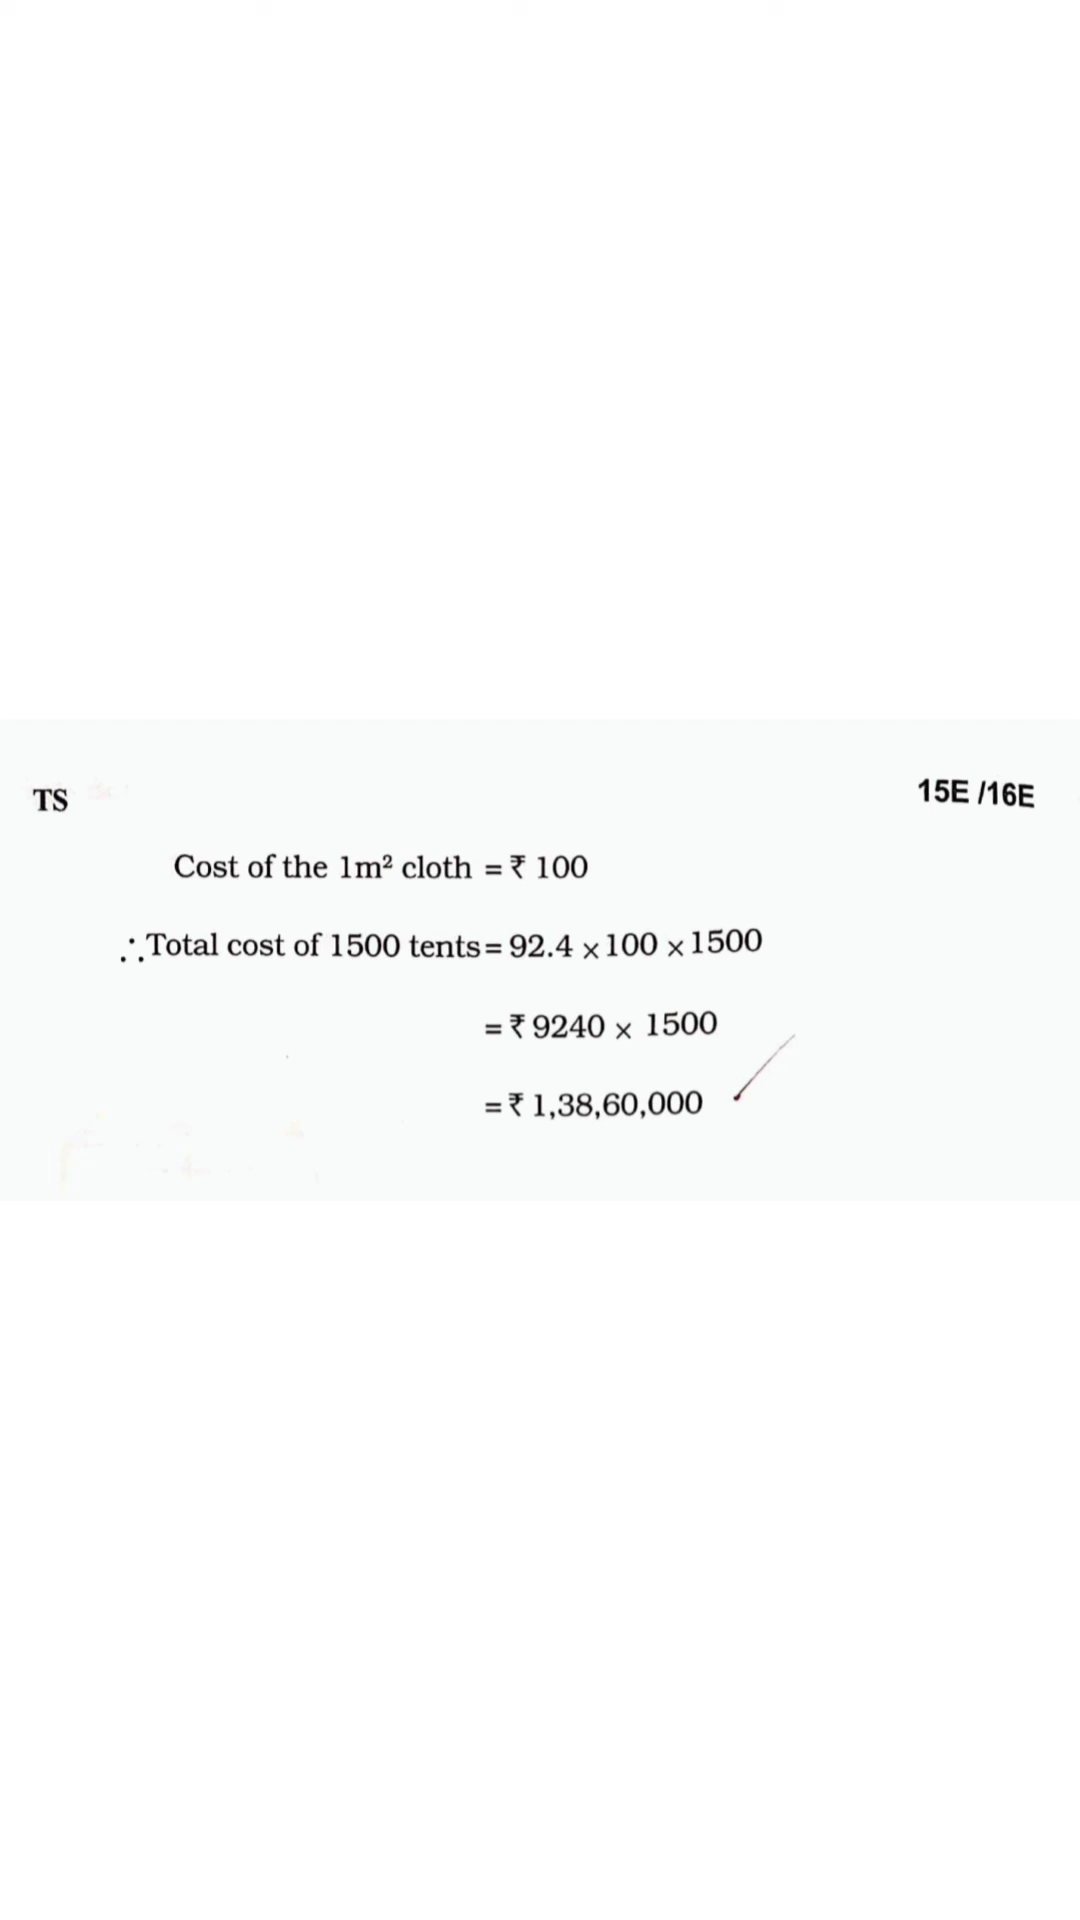 TS
15E /16E
Cost of the 1m² cloth = ₹ 100
∴ Total cost of 1500 tents = 92.4 × 100 × 1500
= ₹ 9240 × 1500
= ₹ 1,38,60,000